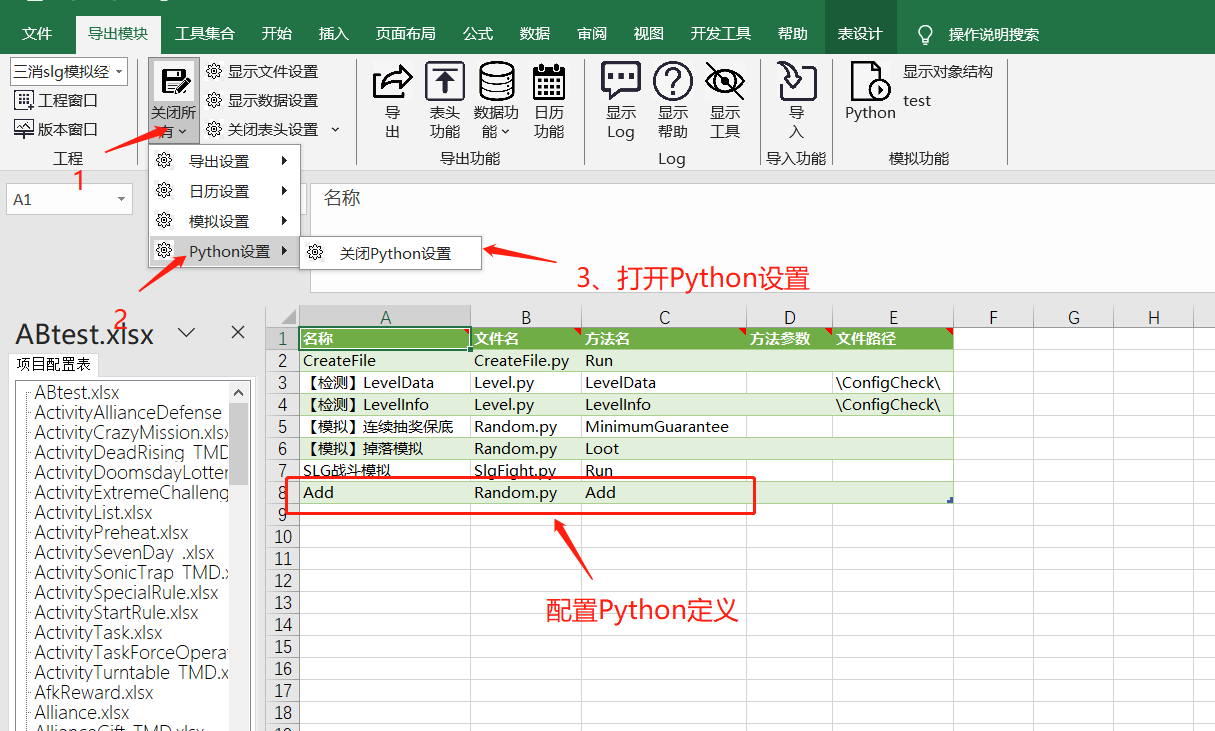 文件 导出模块 工具集合 开始 插入 页面布局 公式 数据 审阅 视图 开发工具 帮助 表设计 操作说明搜索
三消slg模拟经
工程窗口
版本窗口
工程
关闭所
有
显示文件设置
显示数据设置
关闭表头设置
导
出
表头
功能
数据功
能
日历
功能
导出功能
显示
Log
显示
帮助
显示
工具
Log
导
入
导入功能
Python
显示对象结构
test
模拟功能
1
导出设置
日历设置
模拟设置
Python设置
关闭Python设置
2
3、打开Python设置
A1
名称
ABtest.xlsx
项目配置表
ABtest.xlsx
ActivityAllianceDefense
ActivityCrazyMission.xlsx
ActivityDeadRising TMD
ActivityDoomsdayLotter
ActivityExtremeChalleng
ActivityList.xlsx
ActivityPreheat.xlsx
ActivitySevenDay .xlsx
ActivitySonicTrap TMD.x
ActivitySpecialRule.xlsx
ActivityStartRule.xlsx
ActivityTask.xlsx
ActivityTaskForceOpera
ActivityTurntable TMD.x
AfkReward.xlsx
Alliance.xlsx
AllianceGift TMD.xlsx
A B C D E F G H
1 名称 文件名 方法名 方法参数 文件路径
2 CreateFile CreateFile.py Run
3 【检测】LevelData Level.py LevelData \ConfigCheck\
4 【检测】LevelInfo Level.py LevelInfo \ConfigCheck\
5 【模拟】连续抽奖保底 Random.py MinimumGuarantee
6 【模拟】掉落模拟 Random.py Loot
7 SLG战斗模拟 SlgFight.py Run
8 Add Random.py Add
9
10
11
12
13
14
15
16
17
18
配置Python定义